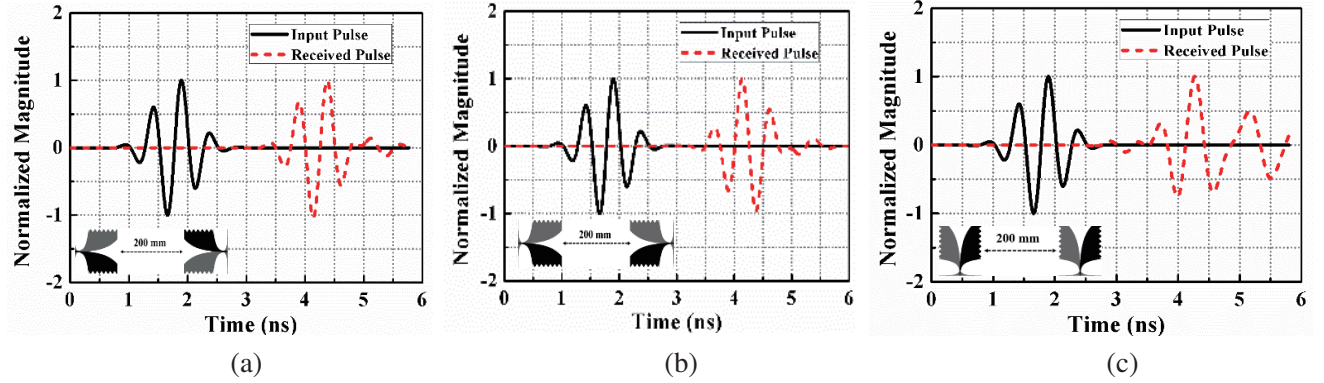 Normalized Magnitude
2
1
0
-1
-2
Input Pulse
Received Pulse
200 mm
0 1 2 3 4 5 6
Time (ns)
(a)
Normalized Magnitude
2
1
0
-1
-2
Input Pulse
Received Pulse
200 mm
0 1 2 3 4 5 6
Time (ns)
(b)
Normalized Magnitude
2
1
0
-1
-2
Input Pulse
Received Pulse
200 mm
0 1 2 3 4 5 6
Time (ns)
(c)